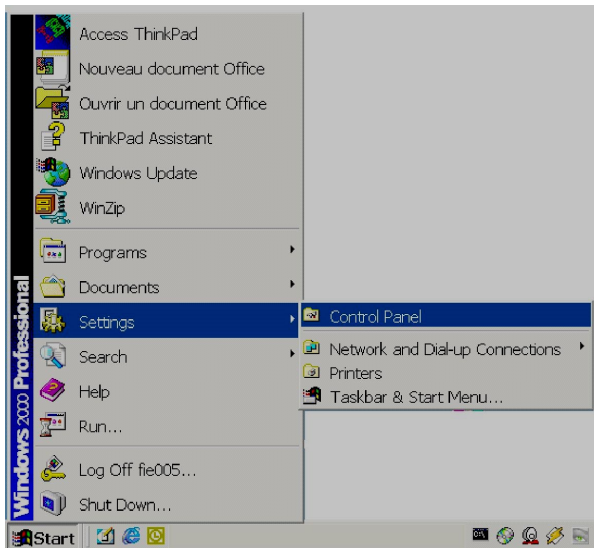 Access ThinkPad
Nouveau document Office
Ouvrir un document Office
ThinkPad Assistant
Windows Update
WinZip
Programs
Documents
Settings
Search
Help
Run...
Log Off fie005...
Shut Down...
Windows 2000 Professional
Control Panel
Network and Dial-up Connections
Printers
Taskbar & Start Menu...
Start